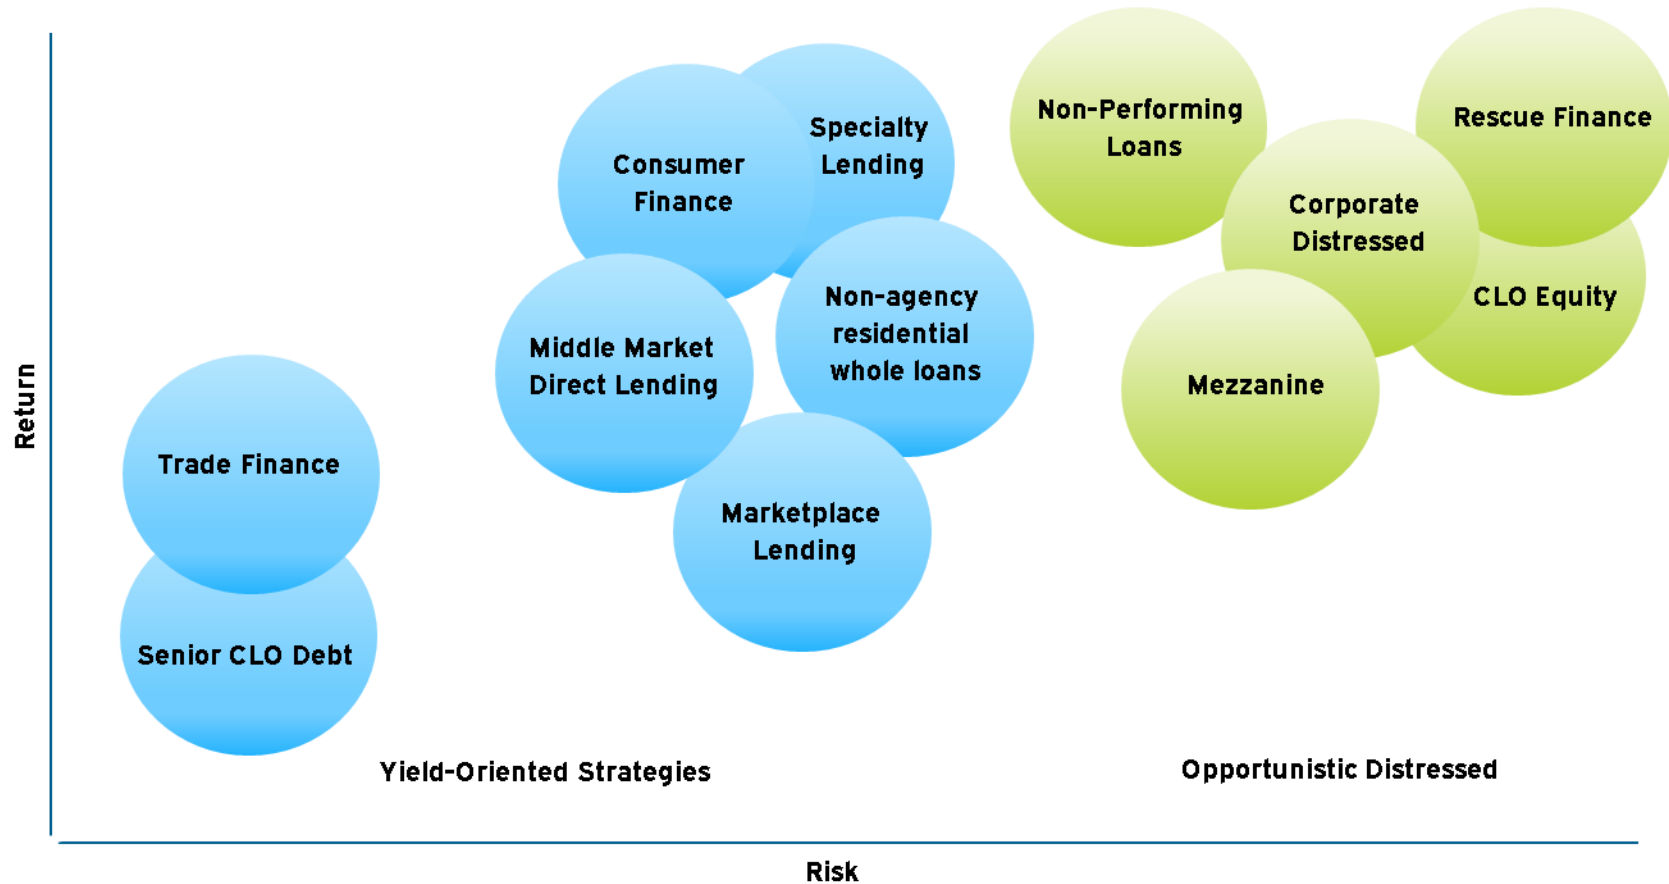 Return
Non-Performing
Loans
Rescue Finance
Specialty
Lending
Consumer
Finance
Corporate
Distressed
Non-agency
residential
whole loans
CLO Equity
Middle Market
Direct Lending
Mezzanine
Trade Finance
Marketplace
Lending
Senior CLO Debt
Yield-Oriented Strategies
Opportunistic Distressed
Risk